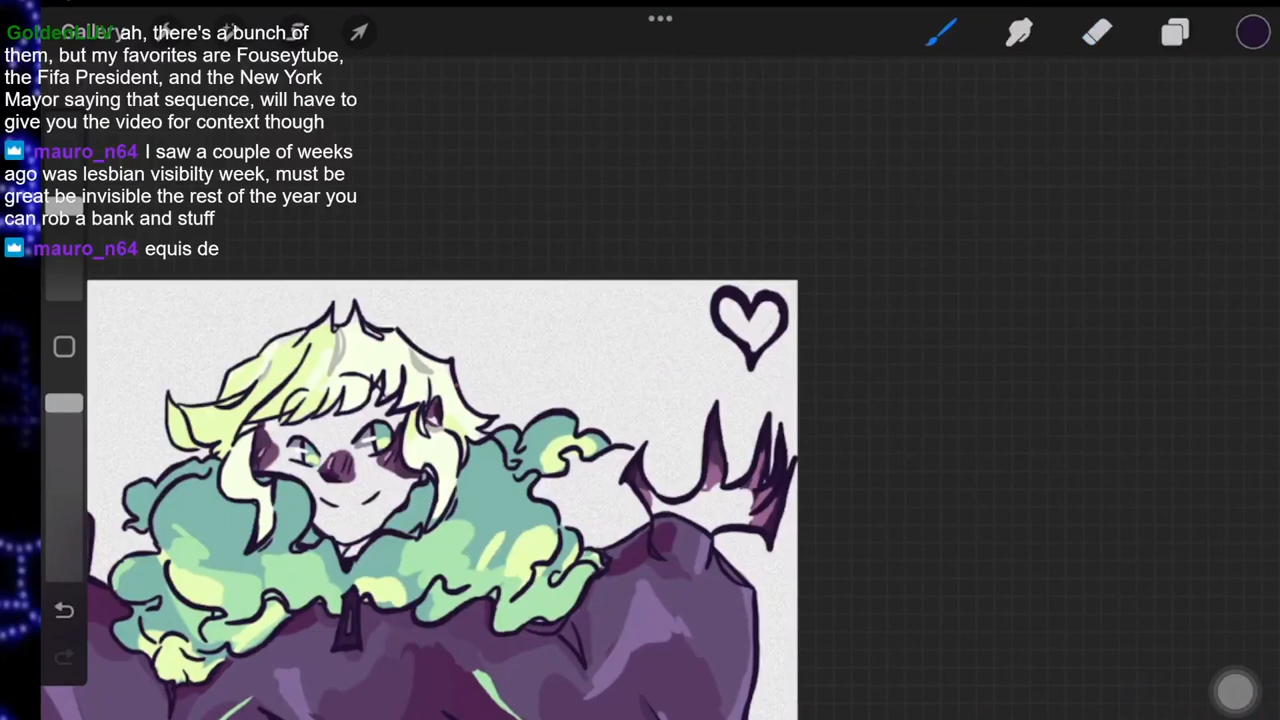 GoldenLUV ah, there's a bunch of
them, but my favorites are Fouseytube,
the Fifa President, and the New York
Mayor saying that sequence, will have to
give you the video for context though
mauro_n64 I saw a couple of weeks
ago was lesbian visibilty week, must be
great be invisible the rest of the year you
can rob a bank and stuff
mauro_n64 equis de
Gallery